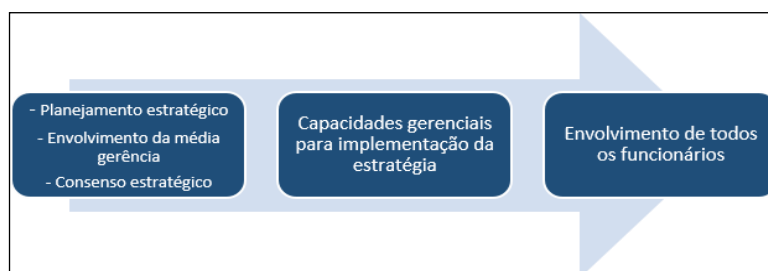 - Planejamento estratégico
- Envolvimento da média
gerência
- Consenso estratégico
Capacidades gerenciais
para implementação da
estratégia
Envolvimento de todos
os funcionários